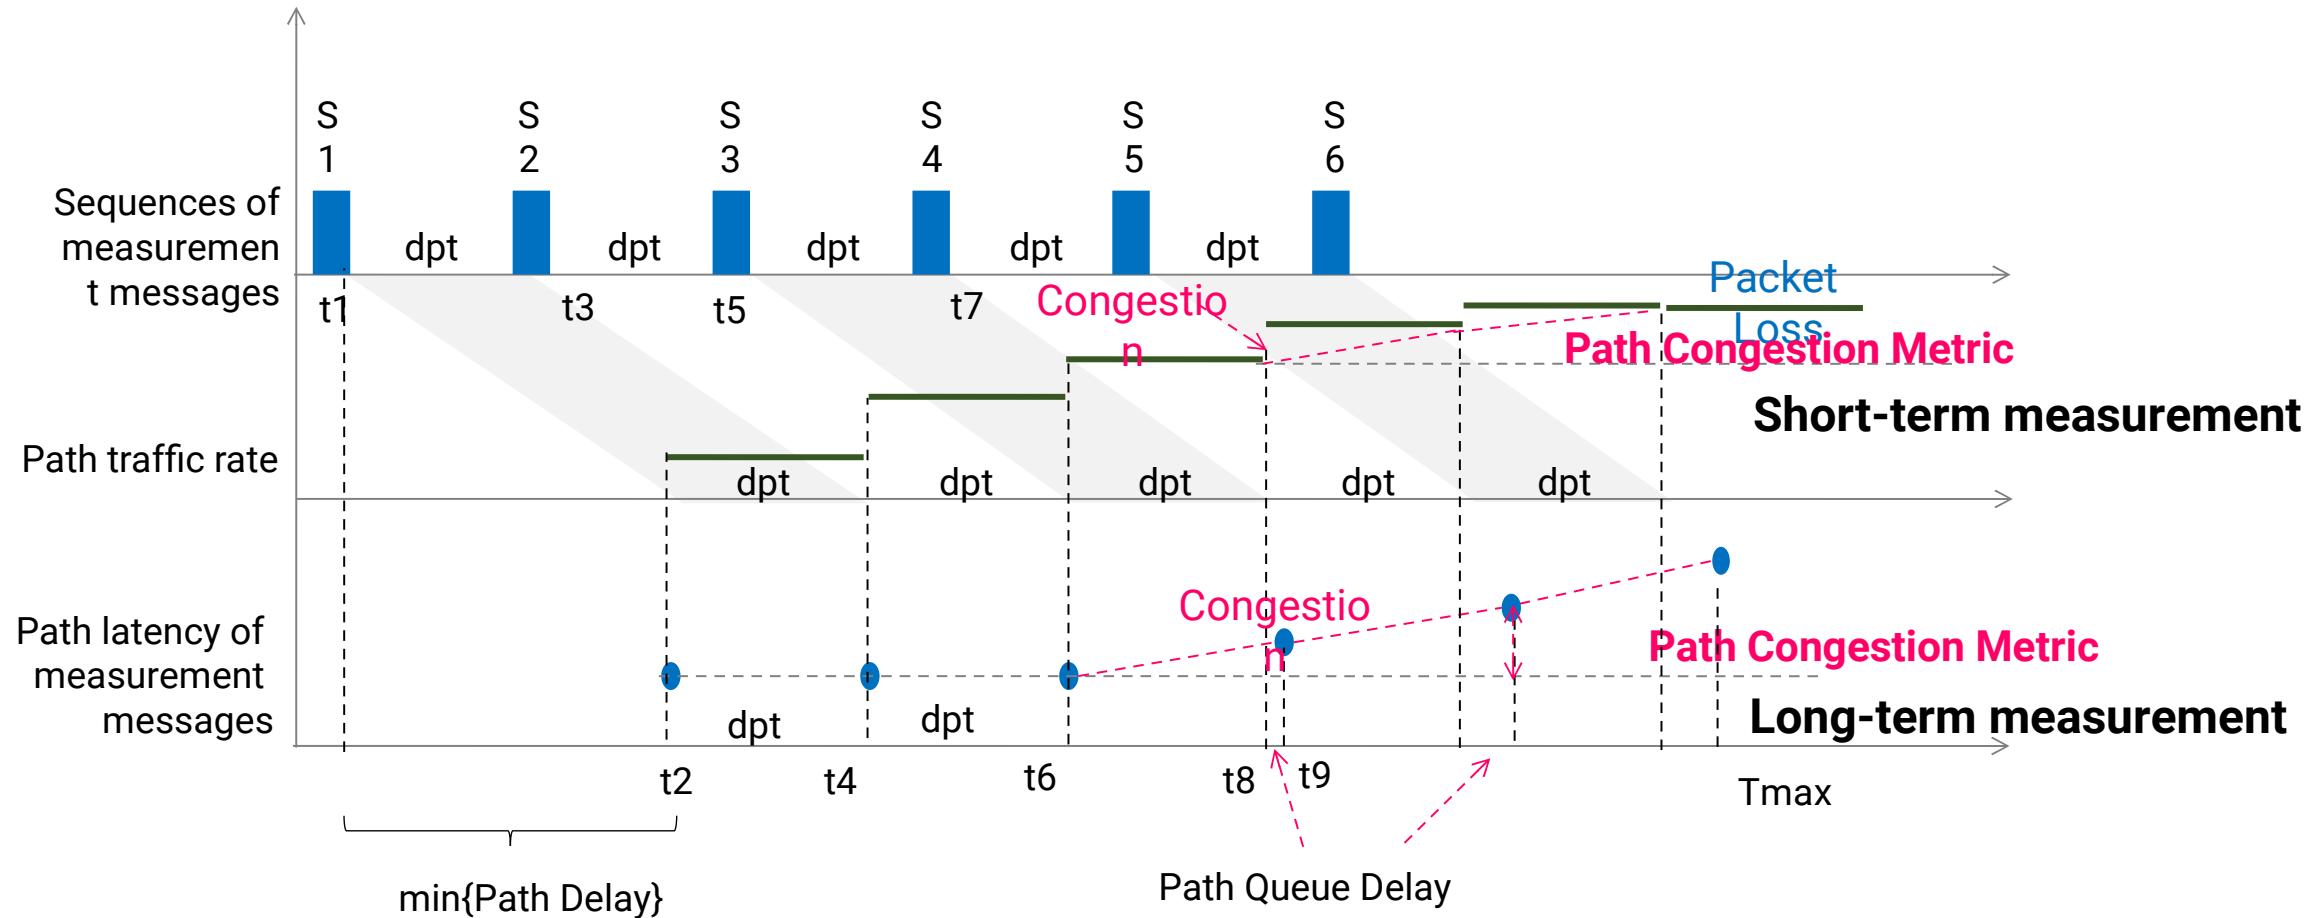 S S S S S S
1 2 3 4 5 6
Sequences of
measuremen
t messages
dpt dpt dpt dpt dpt
t1 t3 t5 t7
Congestio
n
Packet
Loss
Path Congestion Metric
Short-term measurement
Path traffic rate
dpt dpt dpt dpt dpt
Congestio
n
Path latency of
measurement
messages
Path Congestion Metric
Long-term measurement
dpt dpt
t2 t4 t6 t8 t9 Tmax
min{Path Delay}
Path Queue Delay